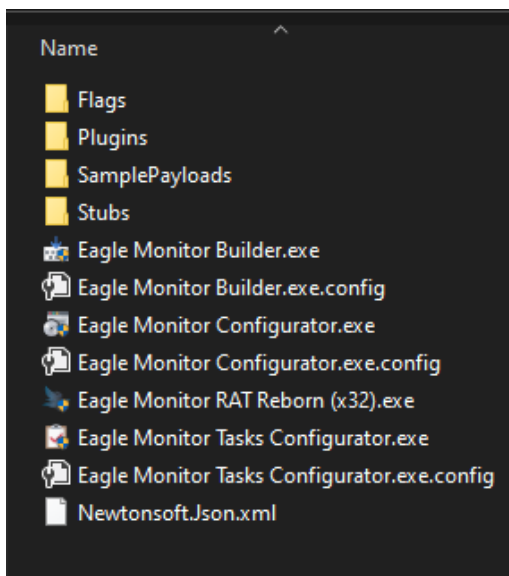 Name
Flags
Plugins
SamplePayloads
Stubs
Eagle Monitor Builder.exe
Eagle Monitor Builder.exe.config
Eagle Monitor Configurator.exe
Eagle Monitor Configurator.exe.config
Eagle Monitor RAT Reborn (x32).exe
Eagle Monitor Tasks Configurator.exe
Eagle Monitor Tasks Configurator.exe.config
Newtonsoft.Json.xml